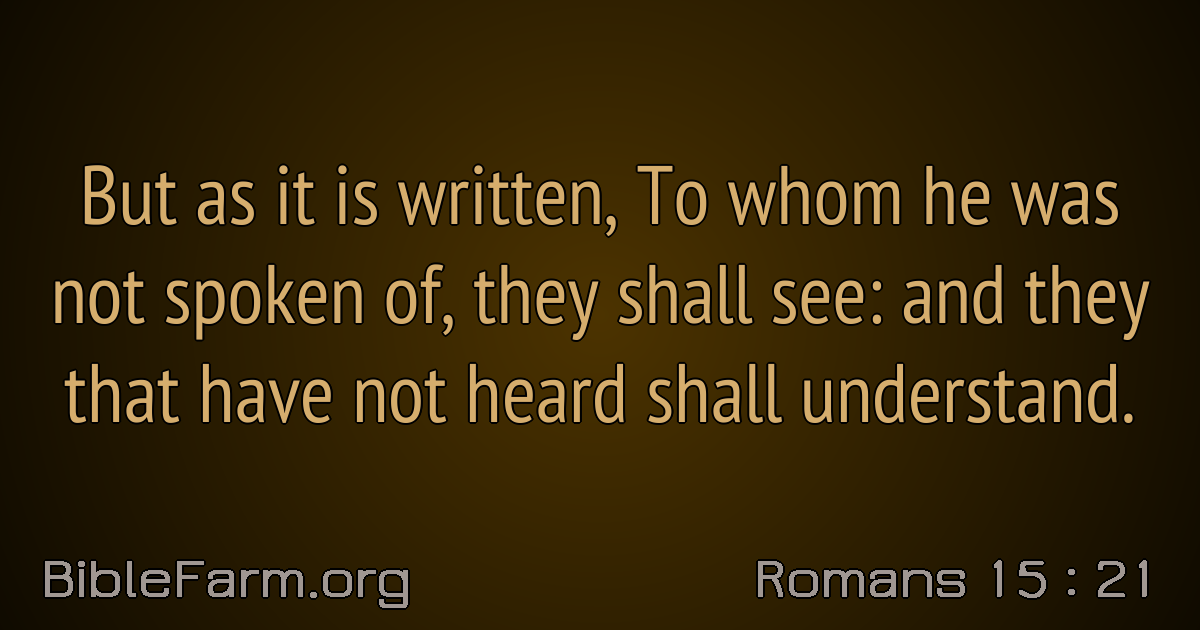 But as it is written, To whom he was
not spoken of, they shall see: and they
that have not heard shall understand.
BibleFarm.org
Romans 15 : 21